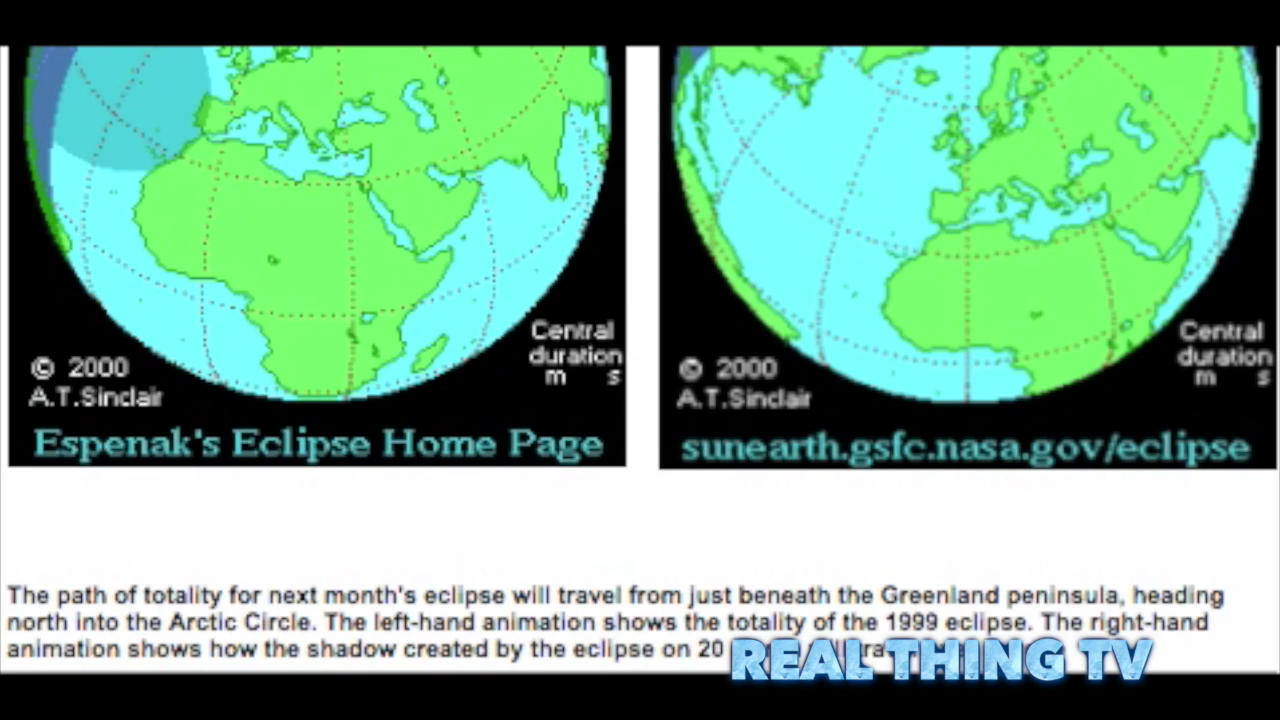 Central
duration
m s
© 2000
A.T.Sinclair
Espenak's Eclipse Home Page
Central
duration
m s
© 2000
A.T.Sinclair
sunearth.gsfc.nasa.gov/eclipse
The path of totality for next month's eclipse will travel from just beneath the Greenland peninsula, heading
north into the Arctic Circle. The left-hand animation shows the totality of the 1999 eclipse. The right-hand
animation shows how the shadow created by the eclipse on 20
REAL THING TV